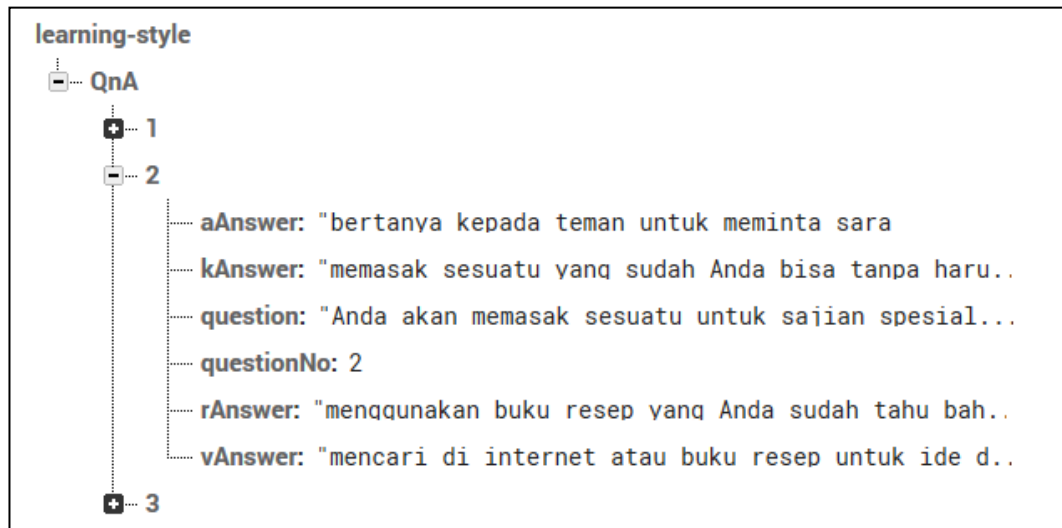 learning-style
QnA
1
2
aAnswer: "bertanya kepada teman untuk meminta sara
kAnswer: "memasak sesuatu yang sudah Anda bisa tanpa haru..
question: "Anda akan memasak sesuatu untuk sajian spesial...
questionNo: 2
rAnswer: "menggunakan buku resep yang Anda sudah tahu bah..
vAnswer: "mencari di internet atau buku resep untuk ide d..
3